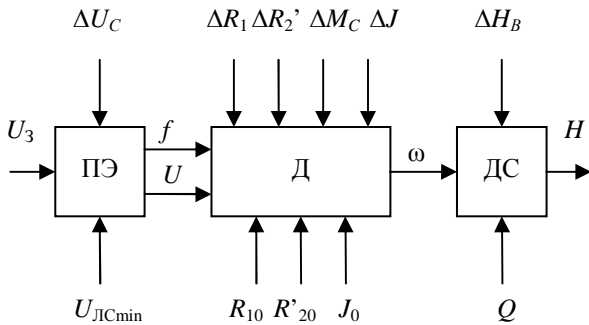 ΔU_C ΔR_1 ΔR_2’ ΔM_C ΔJ ΔH_B
U_З f H
ПЭ U Д ω ДС
U_ЛСmin R_10 R’_20 J_0 Q